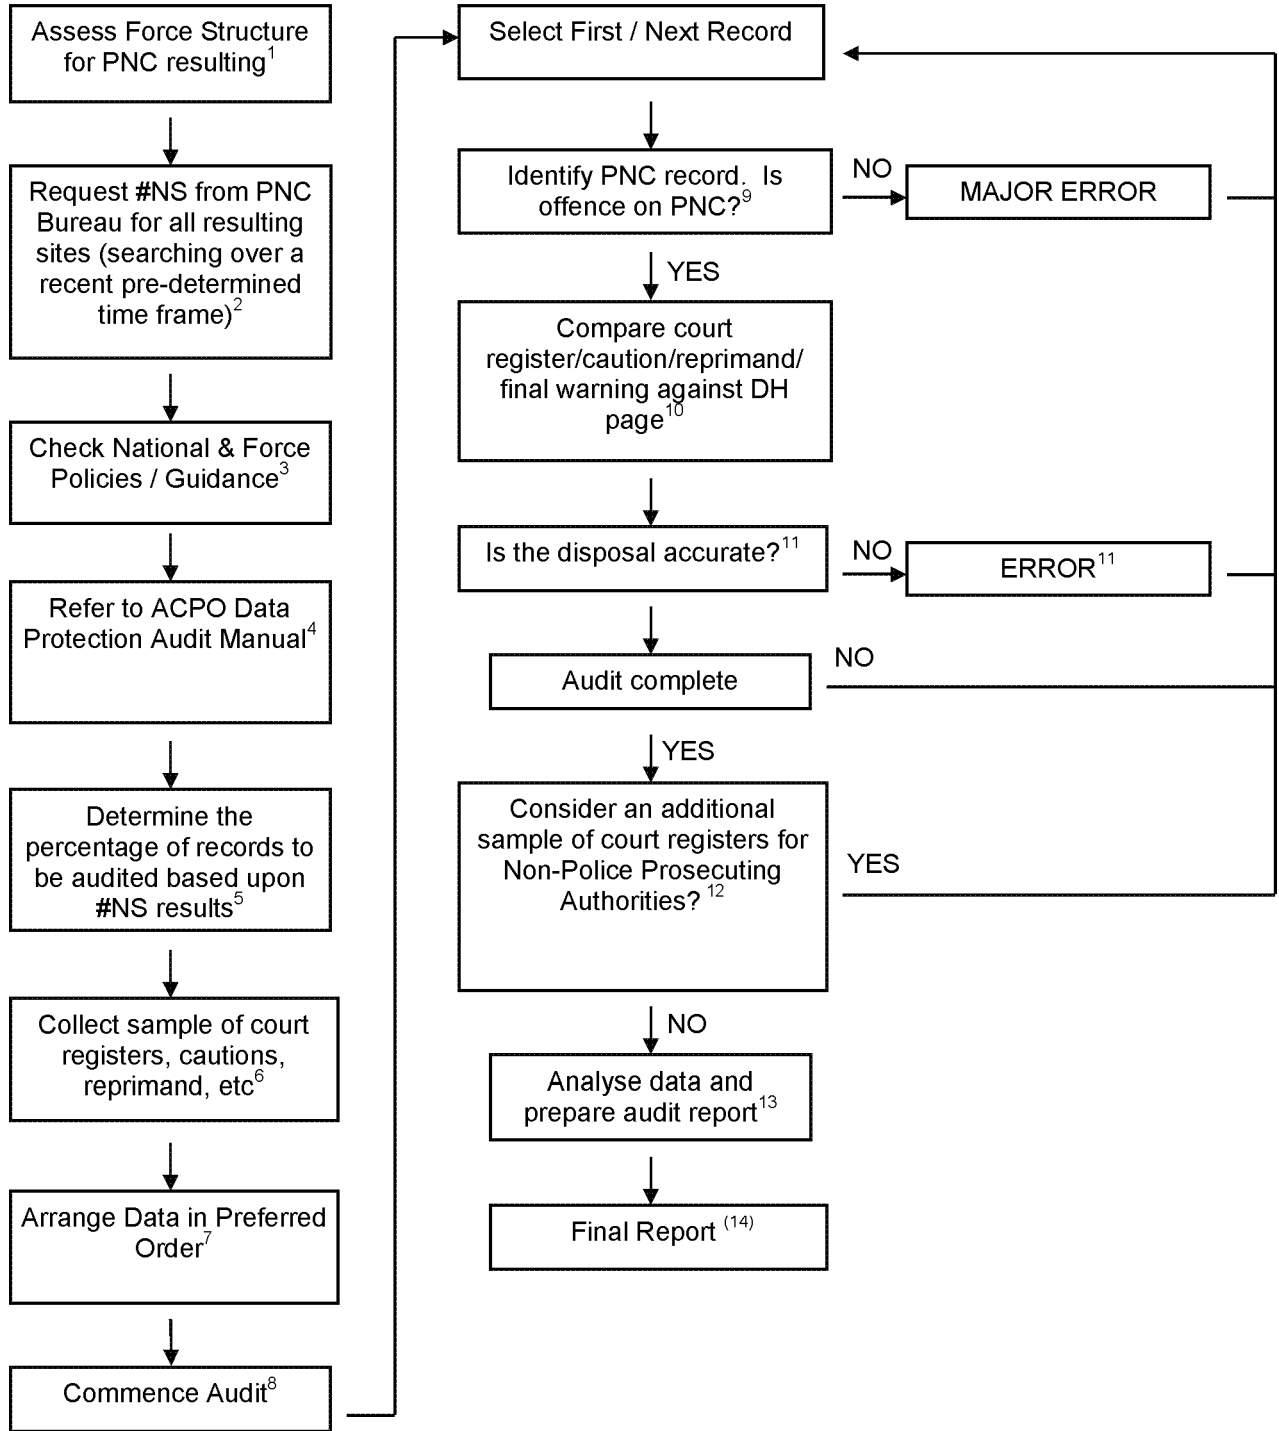 Assess Force Structure
for PNC resulting1
Request #NS from PNC
Bureau for all resulting
sites (searching over a
recent pre-determined
time frame)2
Check National & Force
Policies / Guidance3
Refer to ACPO Data
Protection Audit Manual4
Determine the
percentage of records to
be audited based upon
#NS results5
Collect sample of court
registers, cautions,
reprimand, etc6
Arrange Data in Preferred
Order7
Commence Audit8
Select First / Next Record
Identify PNC record. Is
offence on PNC?9
NO
MAJOR ERROR
YES
Compare court
register/caution/reprimand/
final warning against DH
page10
Is the disposal accurate?11
NO
ERROR11
Audit complete
NO
YES
Consider an additional
sample of court registers for
Non-Police Prosecuting
Authorities? 12
YES
NO
Analyse data and
prepare audit report13
Final Report (14)